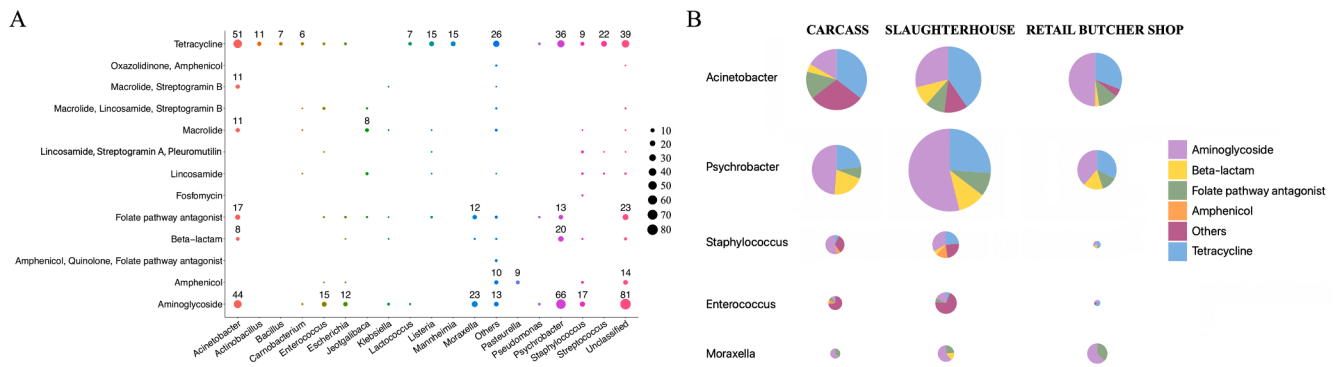 A
51 11 7 6 7 15 15 26 36 9 22 39
Tetracycline
Oxazolidinone, Amphenicol
11
Macrolide, Streptogramin B
Macrolide, Lincosamide, Streptogramin B
11 8
Macrolide
Lincosamide, Streptogramin A, Pleuromutilin
Lincosamide
Fosfomycin
17 12 13 23
Folate pathway antagonist
8 20
Beta-lactam
Amphenicol, Quinolone, Folate pathway antagonist
10 9 14
Amphenicol
44 15 12 23 13 66 17 81
Aminoglycoside
Acinetobacter
Actinobacillus
Bacillus
Carnobacterium
Enterococcus
Escherichia
Jeotgalibaca
Klebsiella
Lactococcus
Listeria
Mannheimia
Moraxella
Others
Pasteurella
Pseudomonas
Psychrobacter
Staphylococcus
Streptococcus
Unclassified
10
20
30
40
50
60
70
80
B
CARCASS SLAUGHTERHOUSE RETAIL BUTCHER SHOP
Acinetobacter
Psychrobacter
Staphylococcus
Enterococcus
Moraxella
Aminoglycoside
Beta-lactam
Folate pathway antagonist
Amphenicol
Others
Tetracycline